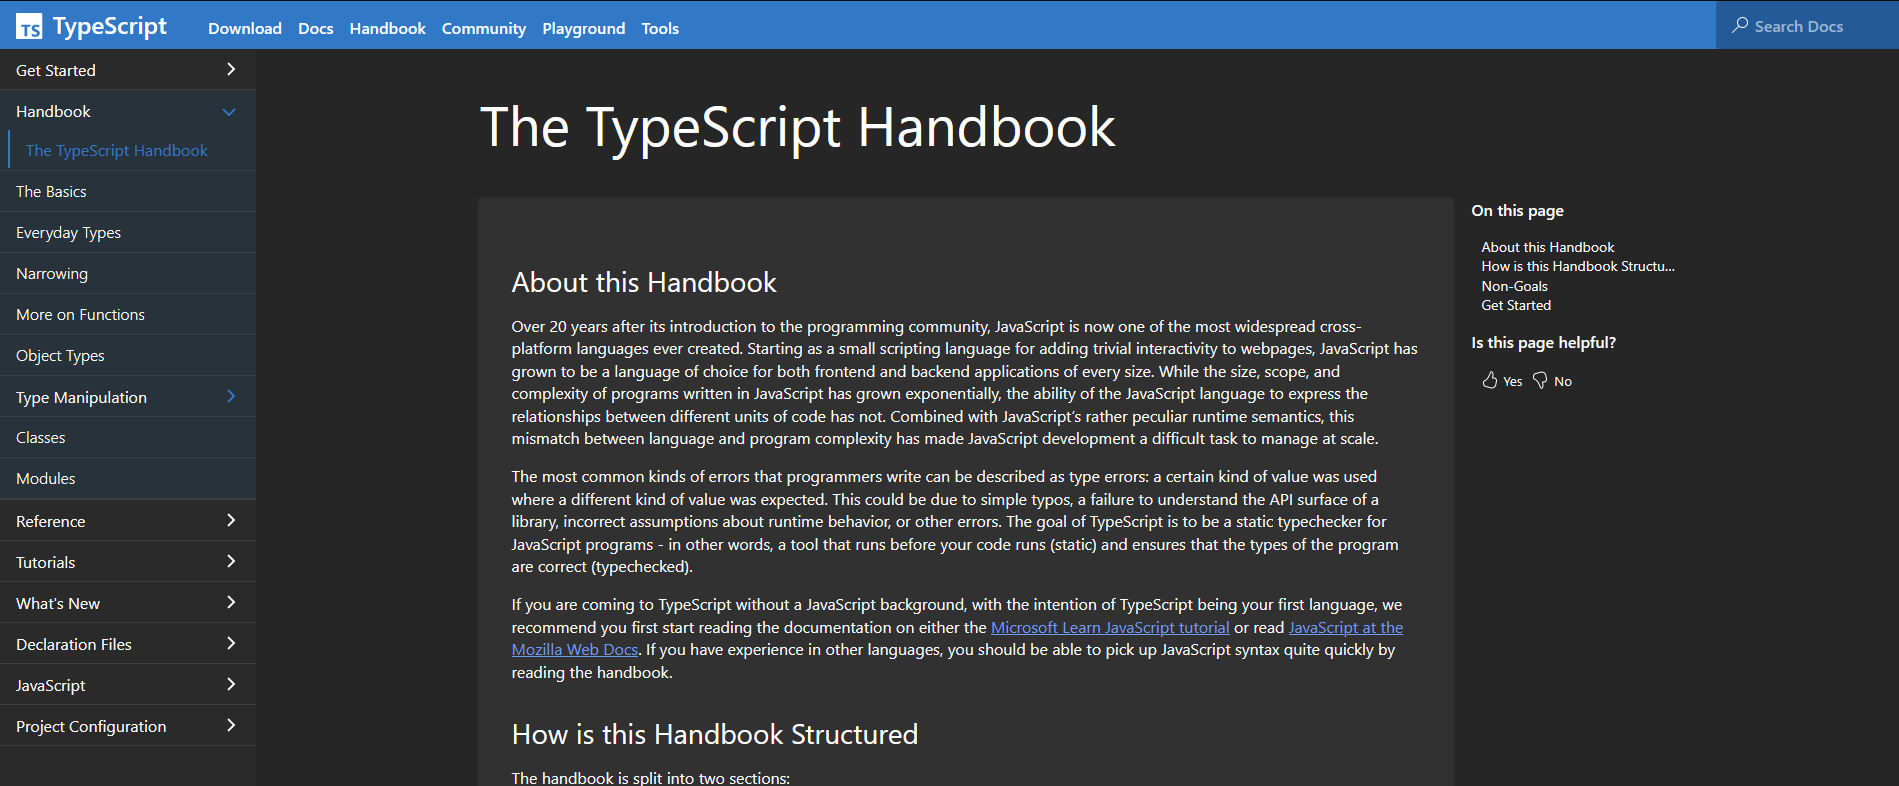 TS TypeScript
Download Docs Handbook Community Playground Tools
Search Docs
Get Started
Handbook
The TypeScript Handbook
The Basics
Everyday Types
Narrowing
More on Functions
Object Types
Type Manipulation
Classes
Modules
Reference
Tutorials
What's New
Declaration Files
JavaScript
Project Configuration
The TypeScript Handbook
About this Handbook
Over 20 years after its introduction to the programming community, JavaScript is now one of the most widespread cross-
platform languages ever created. Starting as a small scripting language for adding trivial interactivity to webpages, JavaScript has
grown to be a language of choice for both frontend and backend applications of every size. While the size, scope, and
complexity of programs written in JavaScript has grown exponentially, the ability of the JavaScript language to express the
relationships between different units of code has not. Combined with JavaScript’s rather peculiar runtime semantics, this
mismatch between language and program complexity has made JavaScript development a difficult task to manage at scale.
The most common kinds of errors that programmers write can be described as type errors: a certain kind of value was used
where a different kind of value was expected. This could be due to simple typos, a failure to understand the API surface of a
library, incorrect assumptions about runtime behavior, or other errors. The goal of TypeScript is to be a static typechecker for
JavaScript programs - in other words, a tool that runs before your code runs (static) and ensures that the types of the program
are correct (typechecked).
If you are coming to TypeScript without a JavaScript background, with the intention of TypeScript being your first language, we
recommend you first start reading the documentation on either the Microsoft Learn JavaScript tutorial or read JavaScript at the
Mozilla Web Docs. If you have experience in other languages, you should be able to pick up JavaScript syntax quite quickly by
reading the handbook.
How is this Handbook Structured
The handbook is split into two sections:
On this page
About this Handbook
How is this Handbook Structu...
Non-Goals
Get Started
Is this page helpful?
Yes No